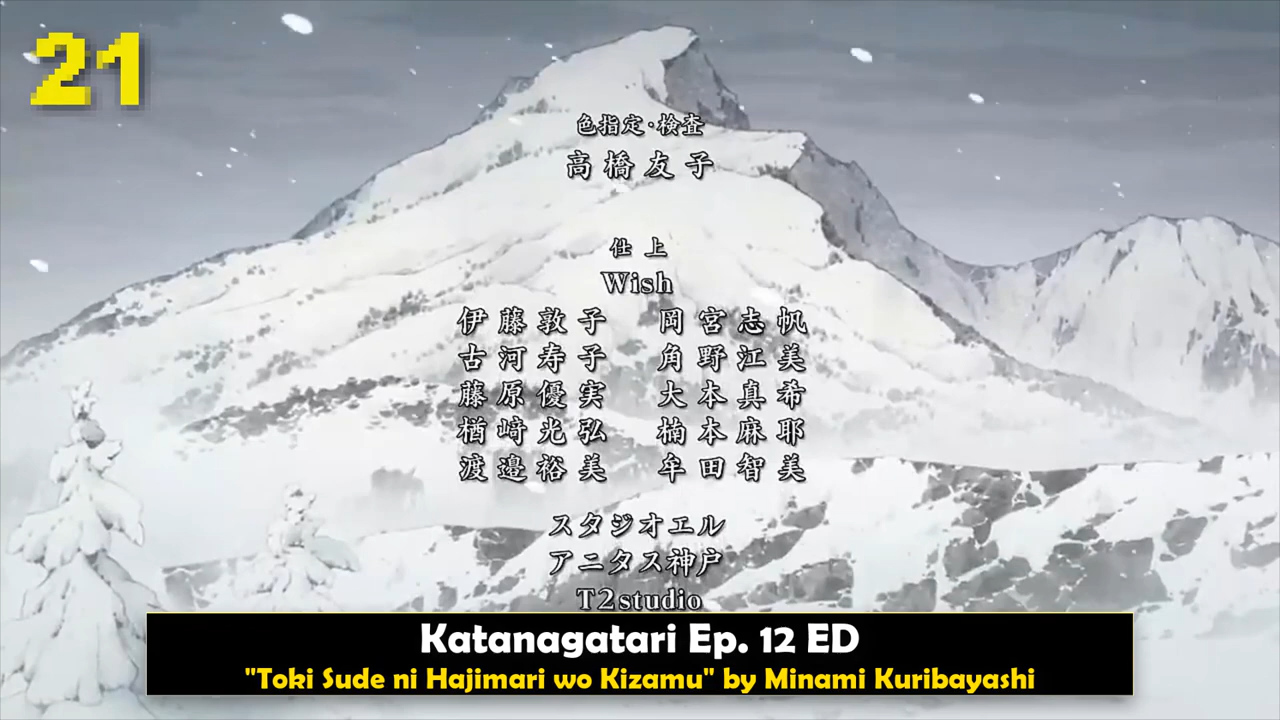 21
色指定・検査
高橋友子
仕上
Wish
伊藤敦子 岡宮志帆
古河寿子 角野江美
藤原優実 大本真希
楢﨑光弘 楠本麻耶
渡邉裕美 牟田智美
スタジオエル
アニタス神戸
T2studio
Katanagatari Ep. 12 ED
"Toki Sude ni Hajimari wo Kizamu" by Minami Kuribayashi